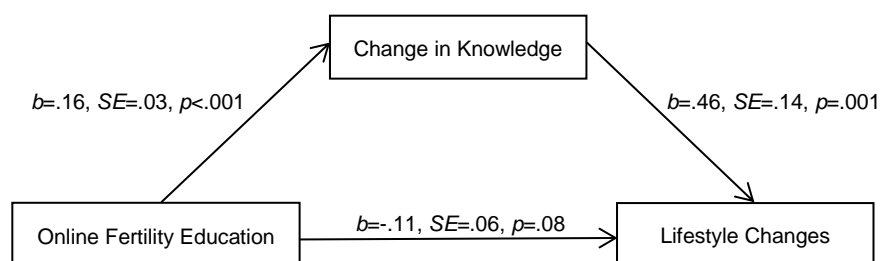 Change in Knowledge
b=.16, SE=.03, p<.001
b=.46, SE=.14, p=.001
b=-.11, SE=.06, p=.08
Online Fertility Education
Lifestyle Changes